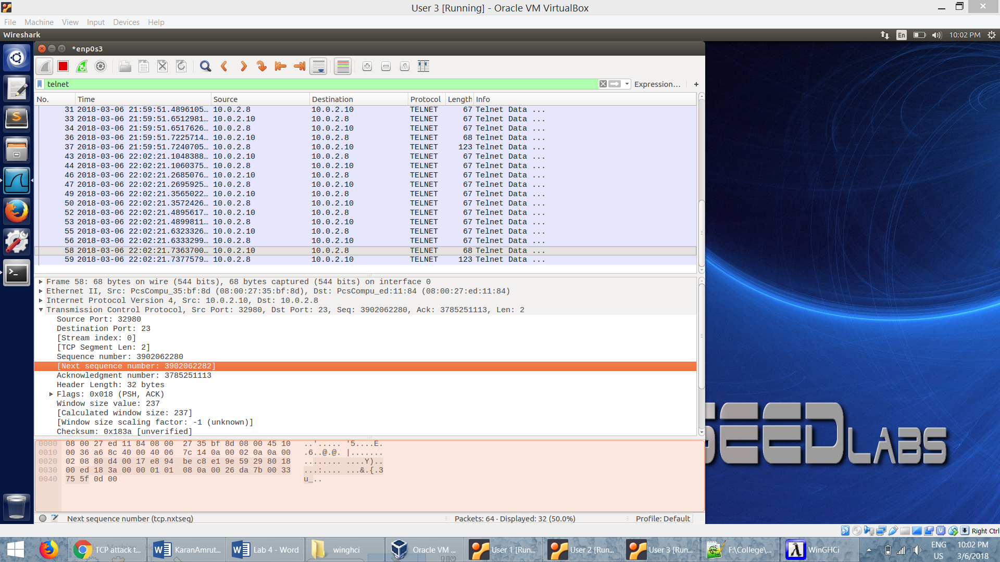 User 3 [Running] - Oracle VM VirtualBox
File Machine View Input Devices Help
Wireshark
En 10:02 PM
*enp0s3
telnet
Expression… +
No. Time Source Destination Protocol Length Info
31 2018-03-06 21:59:51.4896105… 10.0.2.8 10.0.2.10 TELNET 67 Telnet Data ...
33 2018-03-06 21:59:51.6512981… 10.0.2.10 10.0.2.8 TELNET 67 Telnet Data ...
34 2018-03-06 21:59:51.6517626… 10.0.2.8 10.0.2.10 TELNET 67 Telnet Data ...
36 2018-03-06 21:59:51.7225714… 10.0.2.10 10.0.2.8 TELNET 68 Telnet Data ...
37 2018-03-06 21:59:51.7240705… 10.0.2.8 10.0.2.10 TELNET 123 Telnet Data ...
43 2018-03-06 22:02:21.1048388… 10.0.2.10 10.0.2.8 TELNET 67 Telnet Data ...
44 2018-03-06 22:02:21.1060375… 10.0.2.8 10.0.2.10 TELNET 67 Telnet Data ...
46 2018-03-06 22:02:21.2685076… 10.0.2.10 10.0.2.8 TELNET 67 Telnet Data ...
47 2018-03-06 22:02:21.2695925… 10.0.2.8 10.0.2.10 TELNET 67 Telnet Data ...
49 2018-03-06 22:02:21.3565022… 10.0.2.10 10.0.2.8 TELNET 67 Telnet Data ...
50 2018-03-06 22:02:21.3572426… 10.0.2.8 10.0.2.10 TELNET 67 Telnet Data ...
52 2018-03-06 22:02:21.4895617… 10.0.2.10 10.0.2.8 TELNET 67 Telnet Data ...
53 2018-03-06 22:02:21.4899811… 10.0.2.8 10.0.2.10 TELNET 67 Telnet Data ...
55 2018-03-06 22:02:21.6323326… 10.0.2.10 10.0.2.8 TELNET 67 Telnet Data ...
56 2018-03-06 22:02:21.6333299… 10.0.2.8 10.0.2.10 TELNET 67 Telnet Data ...
58 2018-03-06 22:02:21.7363700… 10.0.2.10 10.0.2.8 TELNET 68 Telnet Data ...
59 2018-03-06 22:02:21.7377579… 10.0.2.8 10.0.2.10 TELNET 123 Telnet Data ...
Frame 58: 68 bytes on wire (544 bits), 68 bytes captured (544 bits) on interface 0
Ethernet II, Src: PcsCompu_35:bf:8d (08:00:27:35:bf:8d), Dst: PcsCompu_ed:11:84 (08:00:27:ed:11:84)
Internet Protocol Version 4, Src: 10.0.2.10, Dst: 10.0.2.8
Transmission Control Protocol, Src Port: 32980, Dst Port: 23, Seq: 3902062280, Ack: 3785251113, Len: 2
Source Port: 32980
Destination Port: 23
[Stream index: 0]
[TCP Segment Len: 2]
Sequence number: 3902062280
[Next sequence number: 3902062282]
Acknowledgment number: 3785251113
Header Length: 32 bytes
Flags: 0x018 (PSH, ACK)
Window size value: 237
[Calculated window size: 237]
[Window size scaling factor: -1 (unknown)]
Checksum: 0x183a [unverified]
0000 08 00 27 ed 11 84 08 00 27 35 bf 8d 08 00 45 10 ..'..... '5....E.
0010 00 36 a6 8c 40 00 40 06 7c 14 0a 00 02 0a 0a 00 .6..@.@. |.......
0020 02 08 80 d4 00 17 e8 94 be c8 e1 9e 59 29 80 18 ........ ....Y)..
0030 00 ed 18 3a 00 00 01 01 08 0a 00 26 da 7b 00 33 ...:.... ...&.{.3
0040 75 5f 0d 00 u_..
Next sequence number (tcp.nxtseq) Packets: 64 · Displayed: 32 (50.0%) Profile: Default
SEEDLABS
Right Ctrl
TCP attack t... KaranAmrut... Lab 4 - Word winghci Oracle VM ... User 1 [Run... User 2 [Run... User 3 [Run... F:\College\... WinGHCi
ENG 10:02 PM
US 3/6/2018